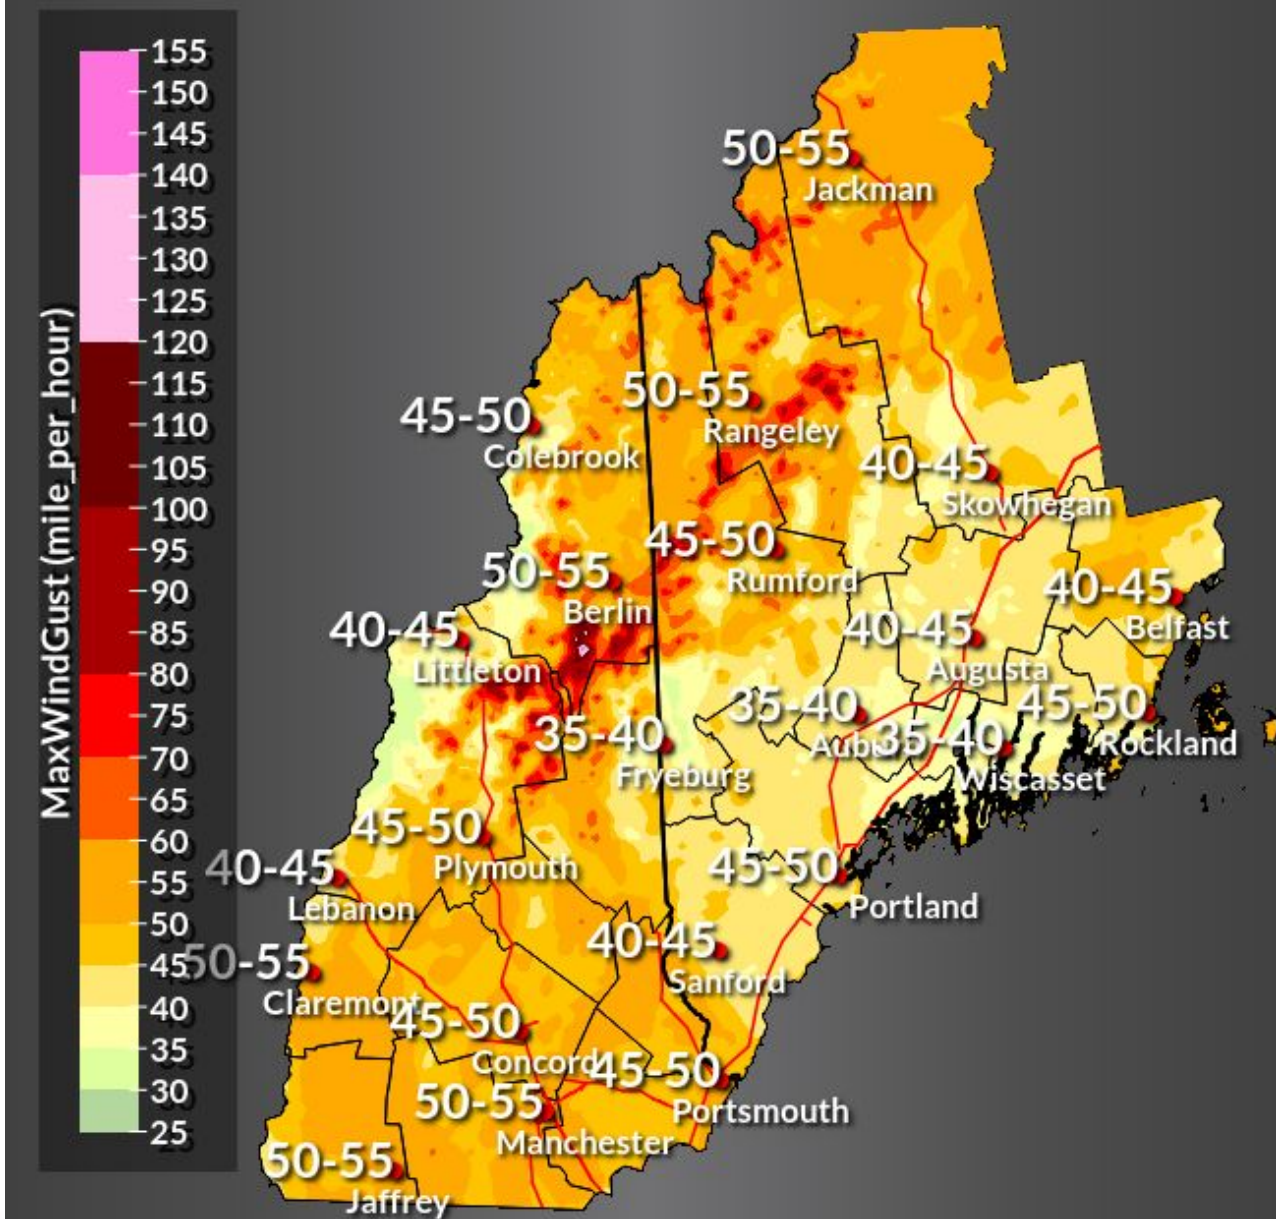 MaxWindGust (mile_per_hour)
155
150
145
140
135
130
125
120
115
110
105
100
95
90
85
80
75
70
65
60
55
50
45
40
35
30
25
50-55
Jackman
50-55
Rangeley
45-50
Colebrook
40-45
Skowhegan
45-50
Rumford
50-55
Berlin
40-45
Belfast
40-45
Littleton
40-45
Augusta
35-40
Fryeburg
35-40
Aubu
35-40
Wiscasset
45-50
Rockland
45-50
Plymouth
40-45
Lebanon
45-50
Portland
40-45
Sanford
50-55
Claremont
45-50
Concord
45-50
Portsmouth
50-55
Manchester
50-55
Jaffrey